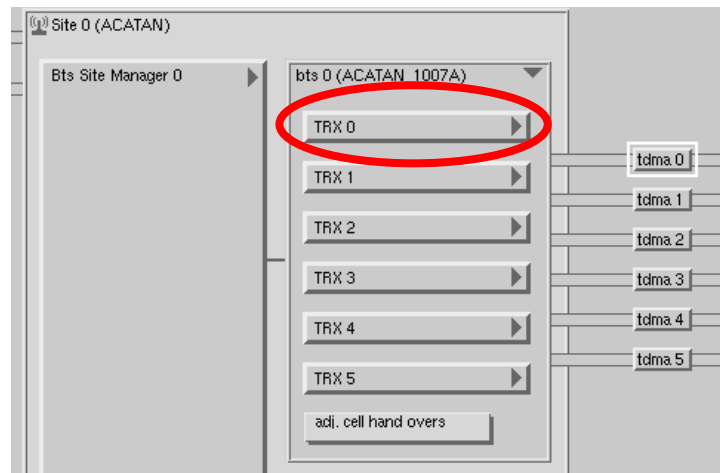 Site 0 (ACATAN)
Bts Site Manager 0
bts 0 (ACATAN_1007A)
TRX 0
TRX 1
TRX 2
TRX 3
TRX 4
TRX 5
adj. cell hand overs
tdma 0
tdma 1
tdma 2
tdma 3
tdma 4
tdma 5